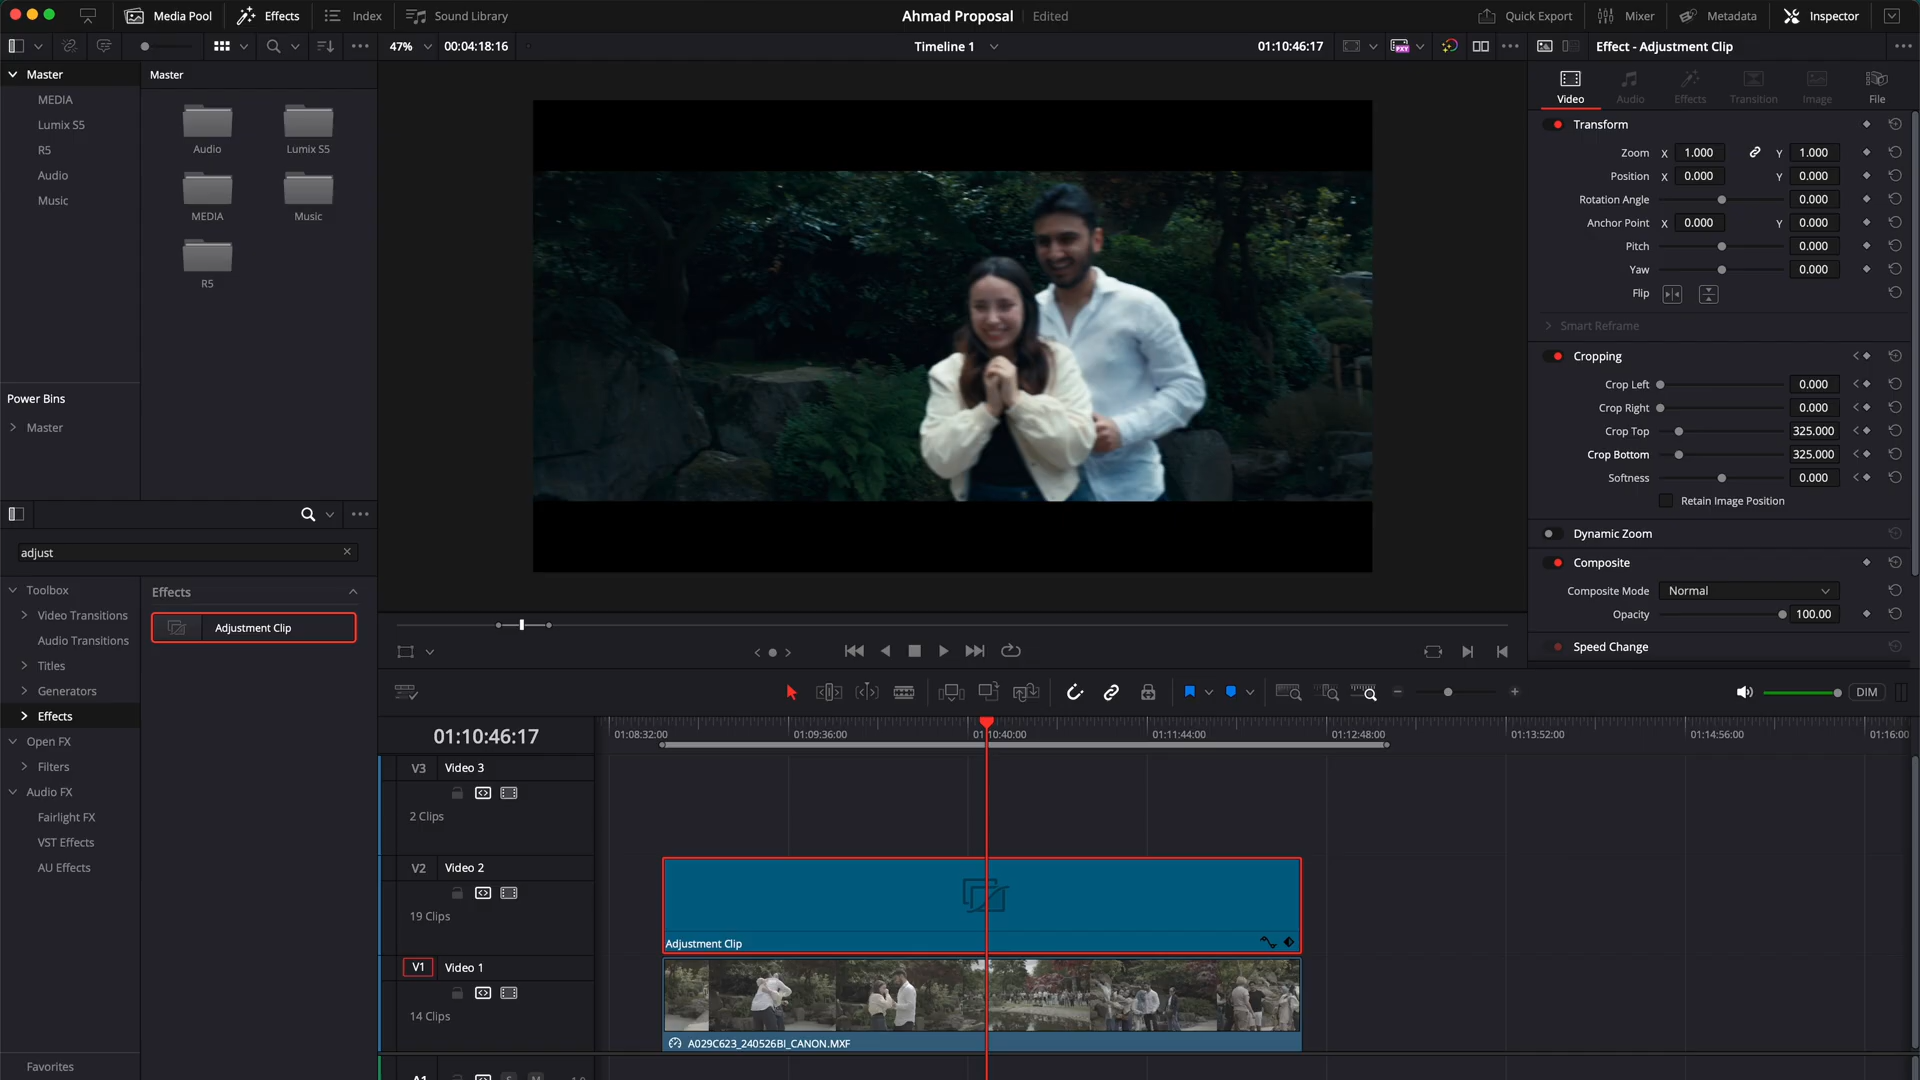 Media Pool
Effects
Index
Sound Library
Ahmad Proposal
Edited
Quick Export
Mixer
Metadata
Inspector
47%
00:04:18:16
Timeline 1
01:10:46:17
Effect - Adjustment Clip
Master
MEDIA
Lumix S5
R5
Audio
Music
Power Bins
Master
Master
Audio
Lumix S5
MEDIA
Music
R5
Video
Audio
Effects
Transition
Image
File
Transform
Zoom X 1.000 Y 1.000
Position X 0.000 Y 0.000
Rotation Angle 0.000
Anchor Point X 0.000 Y 0.000
Pitch 0.000
Yaw 0.000
Flip
Smart Reframe
Cropping
Crop Left 0.000
Crop Right 0.000
Crop Top 325.000
Crop Bottom 325.000
Softness 0.000
Retain Image Position
Dynamic Zoom
Composite
Composite Mode Normal
Opacity 100.00
Speed Change
adjust
Toolbox
Video Transitions
Audio Transitions
Titles
Generators
Effects
Open FX
Filters
Audio FX
Fairlight FX
VST Effects
AU Effects
Favorites
Effects
Adjustment Clip
DIM
01:10:46:17
01:08:32:00
01:09:36:00
01:10:40:00
01:11:44:00
01:12:48:00
01:13:52:00
01:14:56:00
01:16:00
V3 Video 3
2 Clips
V2 Video 2
19 Clips
Adjustment Clip
V1 Video 1
14 Clips
A029C623_240526BI_CANON.MXF